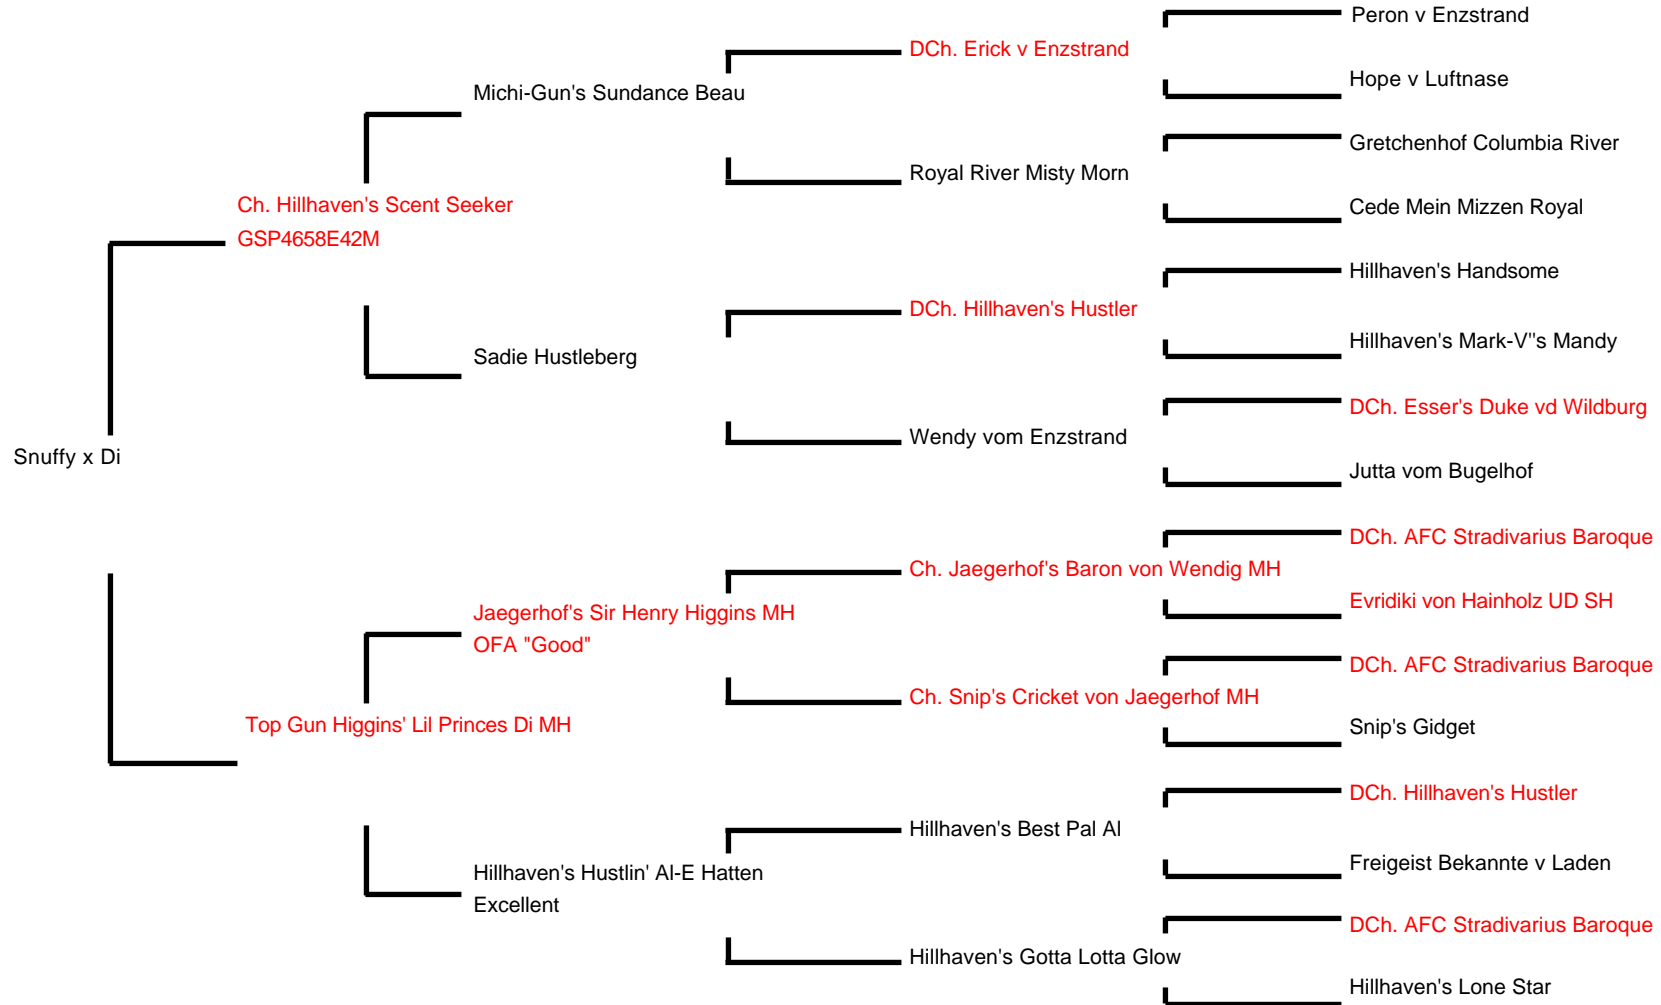 Snuffy x Di
Ch. Hillhaven's Scent Seeker
GSP4658E42M
Top Gun Higgins' Lil Princes Di MH
Michi-Gun's Sundance Beau
Sadie Hustleberg
Jaegerhof's Sir Henry Higgins MH
OFA "Good"
Hillhaven's Hustlin' Al-E Hatten
Excellent
DCh. Erick v Enzstrand
Royal River Misty Morn
DCh. Hillhaven's Hustler
Wendy vom Enzstrand
Ch. Jaegerhof's Baron von Wendig MH
Ch. Snip's Cricket von Jaegerhof MH
Hillhaven's Best Pal Al
Hillhaven's Gotta Lotta Glow
Peron v Enzstrand
Hope v Luftnase
Gretchenhof Columbia River
Cede Mein Mizzen Royal
Hillhaven's Handsome
Hillhaven's Mark-V"s Mandy
DCh. Esser's Duke vd Wildburg
Jutta vom Bugelhof
DCh. AFC Stradivarius Baroque
Evridiki von Hainholz UD SH
DCh. AFC Stradivarius Baroque
Snip's Gidget
DCh. Hillhaven's Hustler
Freigeist Bekannte v Laden
DCh. AFC Stradivarius Baroque
Hillhaven's Lone Star